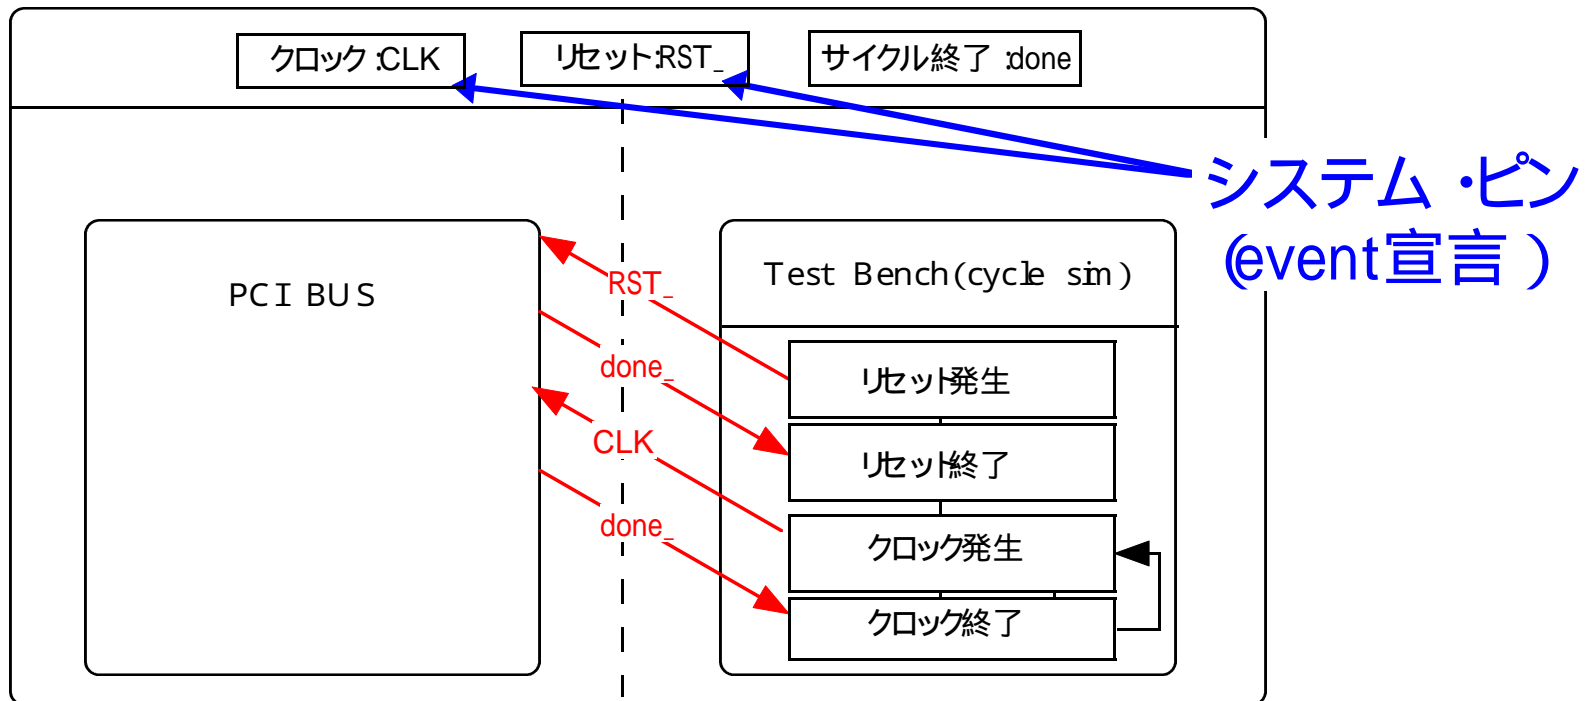 クロック:CLK
リセット:RST_
サイクル終了:done
システム・ピン
(event宣言)
PCI BUS
Test Bench(cycle sim)
RST_
リセット発生
done_
リセット終了
CLK
クロック発生
done_
クロック終了